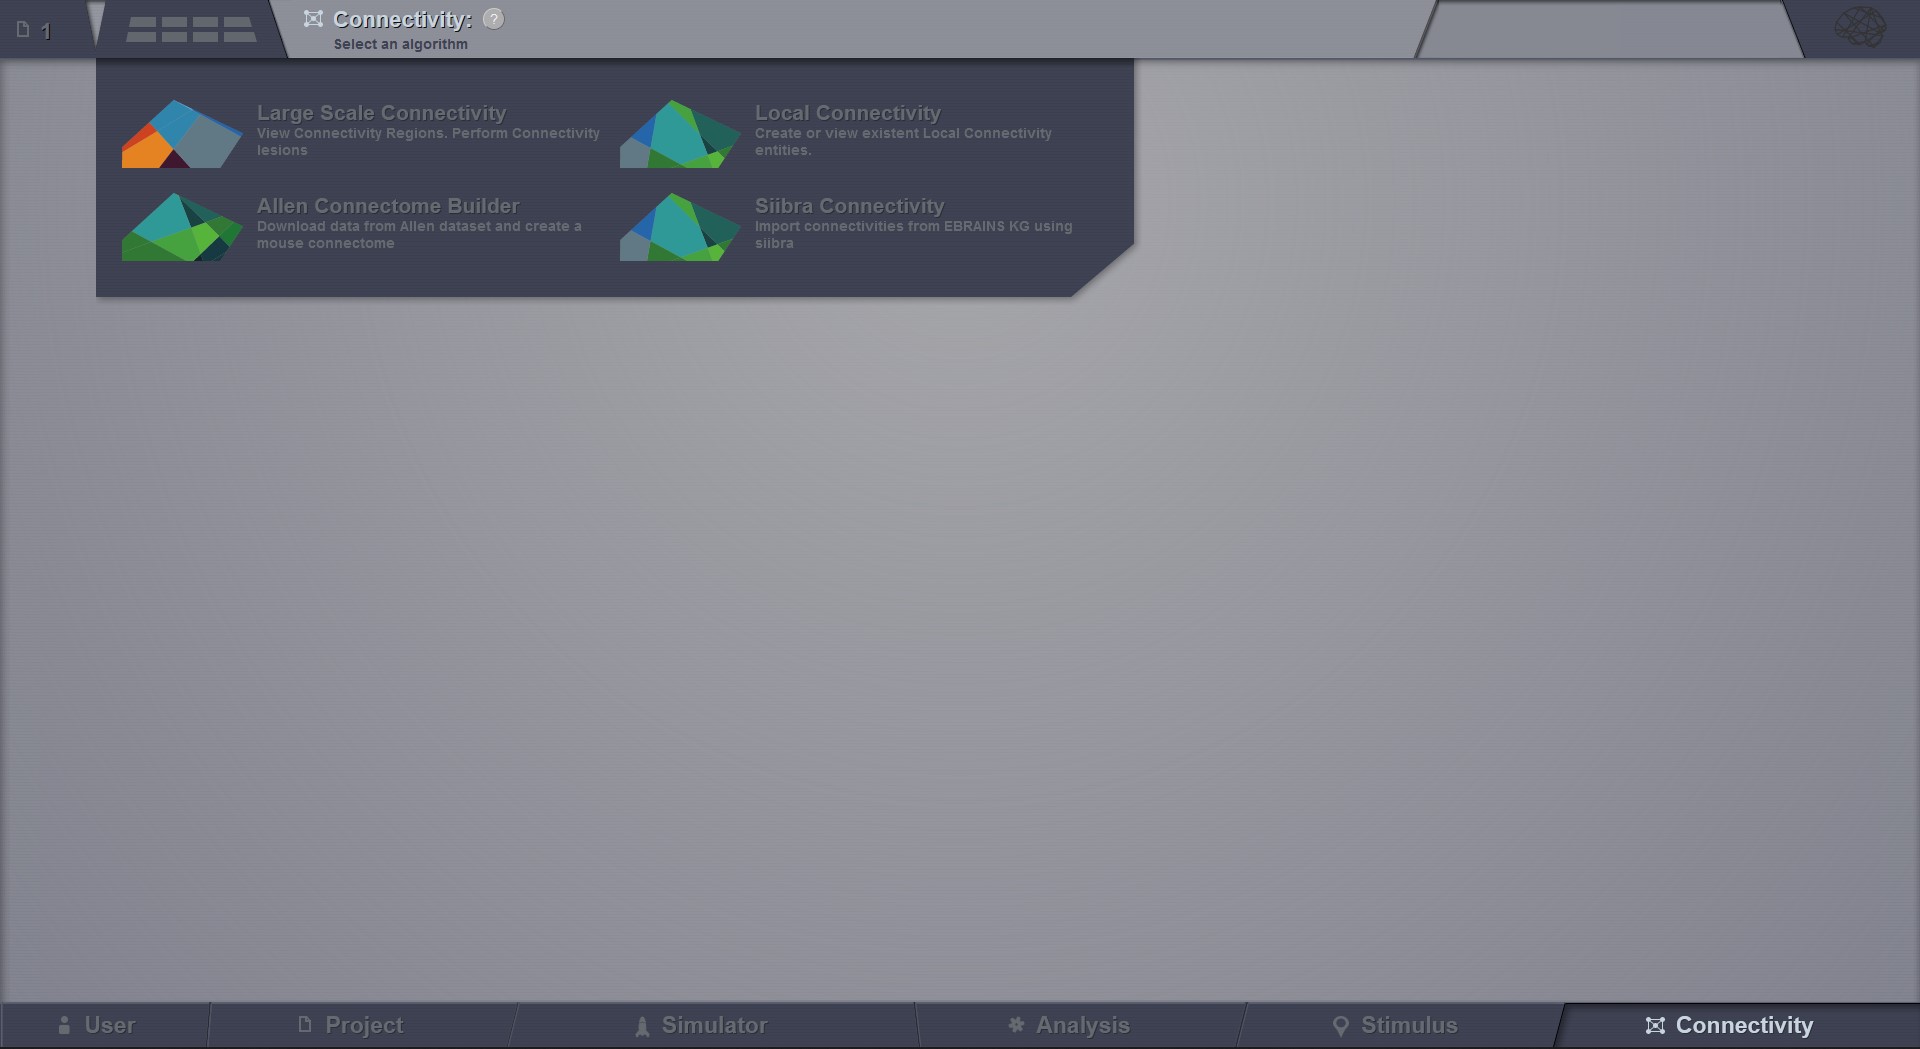 1
Connectivity: ?
Select an algorithm
Large Scale Connectivity
View Connectivity Regions. Perform Connectivity
lesions
Local Connectivity
Create or view existent Local Connectivity
entities.
Allen Connectome Builder
Download data from Allen dataset and create a
mouse connectome
Siibra Connectivity
Import connectivities from EBRAINS KG using
siibra
User
Project
Simulator
Analysis
Stimulus
Connectivity